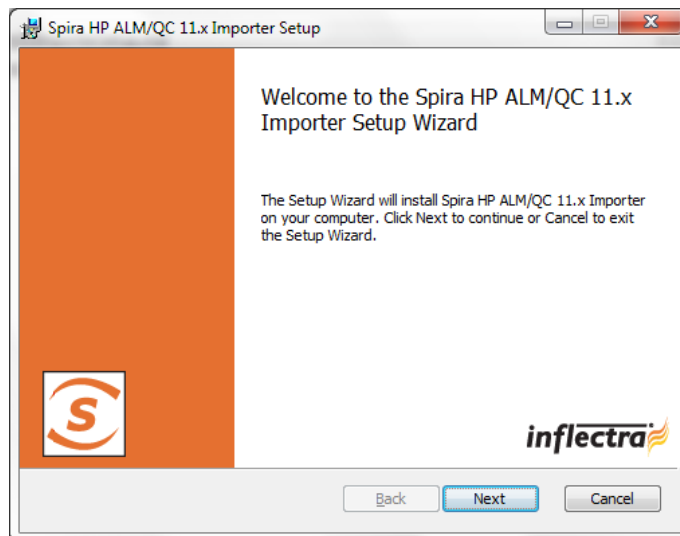 Spira HP ALM/QC 11.x Importer Setup
Welcome to the Spira HP ALM/QC 11.x
Importer Setup Wizard
The Setup Wizard will install Spira HP ALM/QC 11.x Importer
on your computer. Click Next to continue or Cancel to exit
the Setup Wizard.
S
inflectra
Back Next Cancel